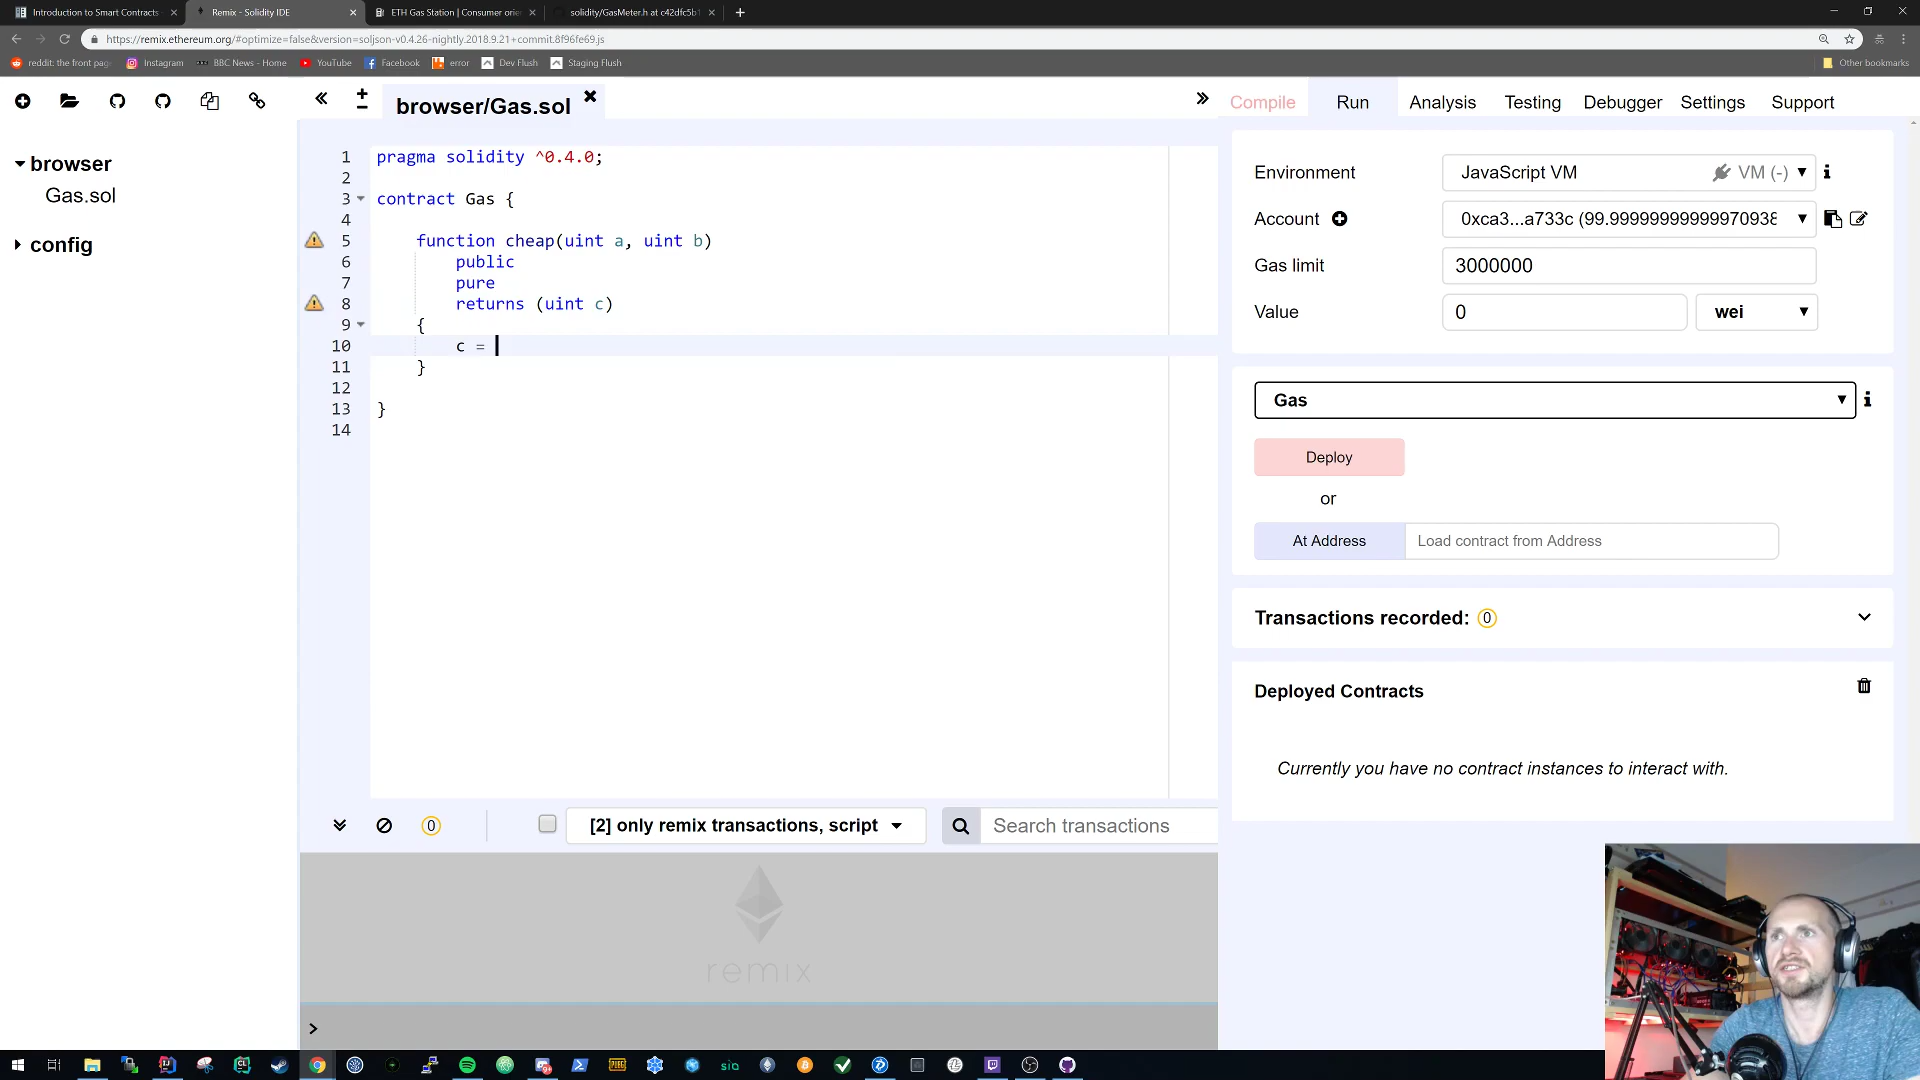 Introduction to Smart Contracts
Remix - Solidity IDE
ETH Gas Station | Consumer orie
solidity/GasMeter.h at c42dfc5b1
https://remix.ethereum.org/#optimize=false&version=soljson-v0.4.26-nightly.2018.9.21+commit.8f96fe69.js
reddit: the front pag
Instagram
BBC News - Home
YouTube
Facebook
error
Dev Flush
Staging Flush
Other bookmarks
browser/Gas.sol
Compile
Run
Analysis
Testing
Debugger
Settings
Support
browser
Gas.sol
config
1 pragma solidity ^0.4.0;
2
3 contract Gas {
4
5 function cheap(uint a, uint b)
6 public
7 pure
8 returns (uint c)
9 {
10 c =
11 }
12
13 }
14
Environment
JavaScript VM
VM (-)
Account
0xca3...a733c (99.99999999999970938
Gas limit
3000000
Value
0
wei
Gas
Deploy
or
At Address
Load contract from Address
Transactions recorded: 0
Deployed Contracts
Currently you have no contract instances to interact with.
0
[2] only remix transactions, script
Search transactions
remix
>
sia